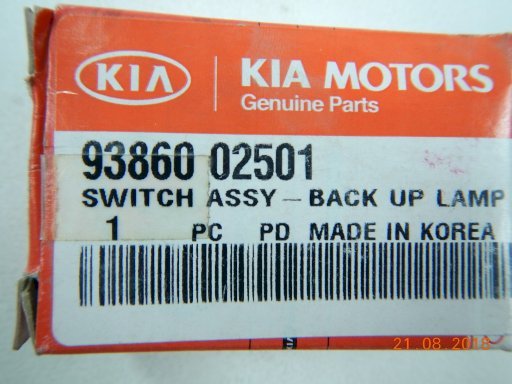 KIA
KIA MOTORS
Genuine Parts
93860 02501
SWITCH ASSY - BACK UP LAMP
1 PC PD MADE IN KOREA
21.08.2018